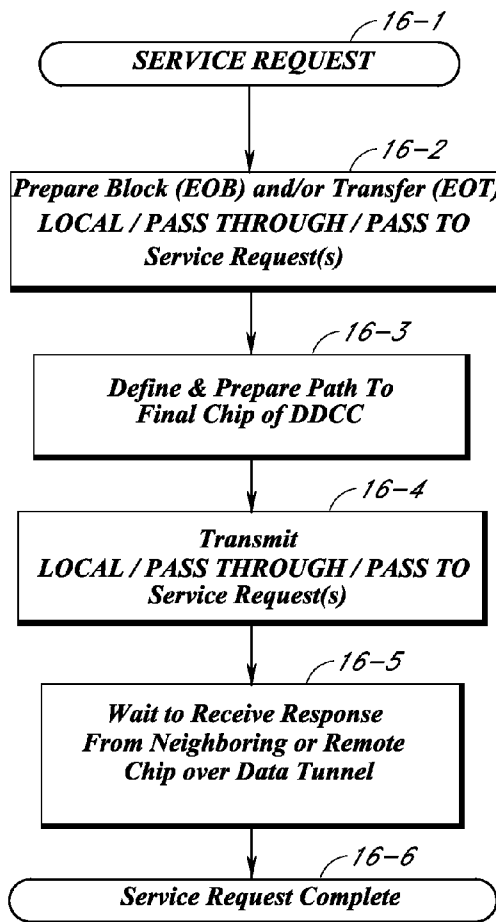 16-1
SERVICE REQUEST
16-2
Prepare Block (EOB) and/or Transfer (EOT)
LOCAL / PASS THROUGH / PASS TO
Service Request(s)
16-3
Define & Prepare Path To
Final Chip of DDCC
16-4
Transmit
LOCAL / PASS THROUGH / PASS TO
Service Request(s)
16-5
Wait to Receive Response
From Neighboring or Remote
Chip over Data Tunnel
16-6
Service Request Complete